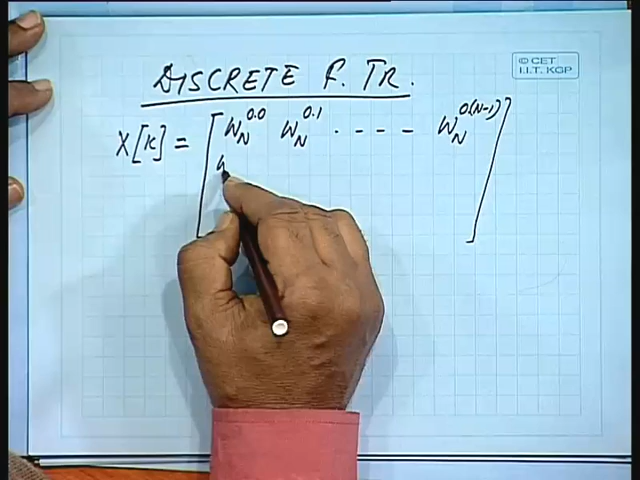 © CET
I.I.T. KGP
DISCRETE F. TR.
X[K] = [ W_N^{0.0} W_N^{0.1} · · · · – – W_N^{0(N-1)} ]